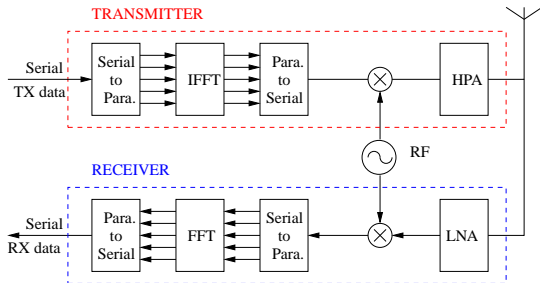 TRANSMITTER
Serial
TX data
Serial
to
Para.
IFFT
Para.
to
Serial
HPA
RF
RECEIVER
Serial
RX data
Para.
to
Serial
FFT
Serial
to
Para.
LNA